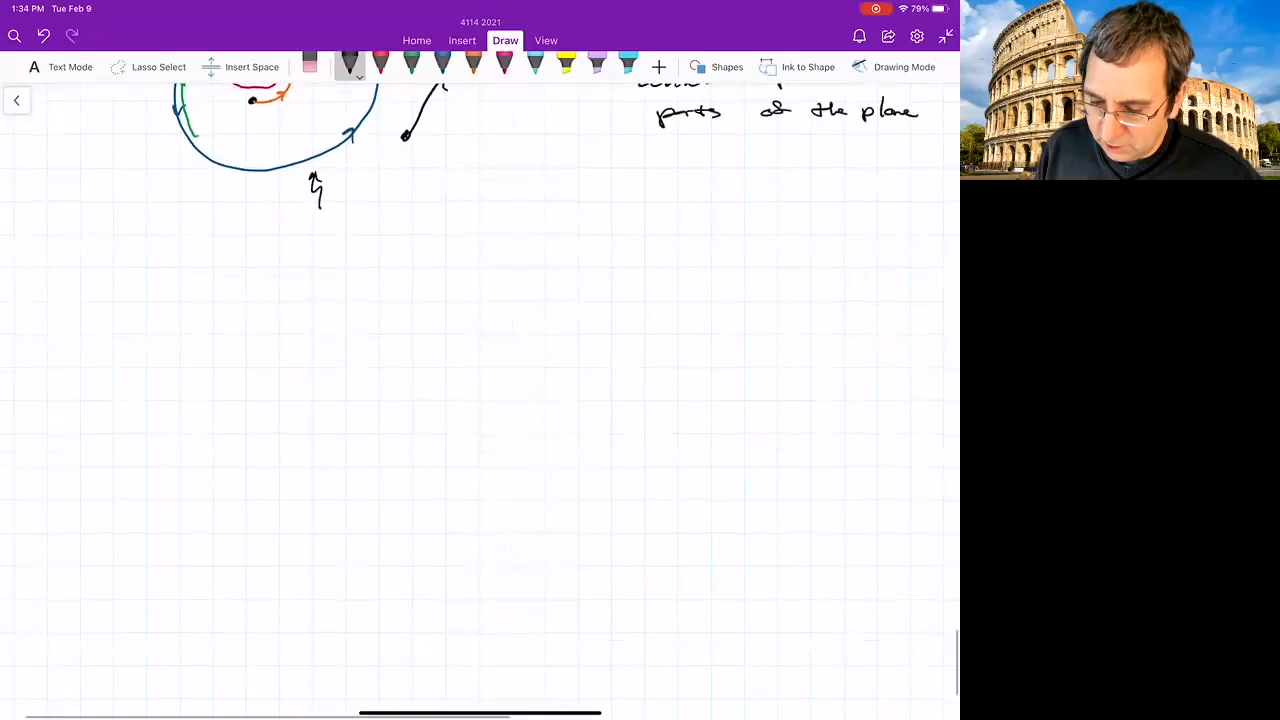 1:34 PM Tue Feb 9
79%
4114 2021
Home Insert Draw View
Text Mode Lasso Select Insert Space Shapes Ink to Shape Drawing Mode
parts of the plane